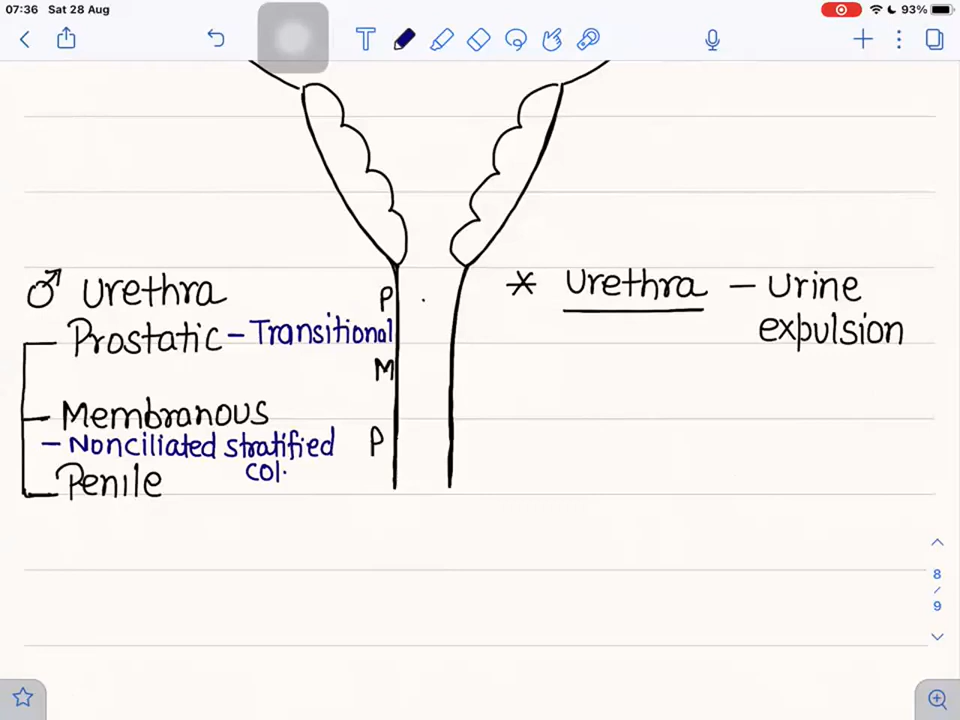 07:36 Sat 28 Aug
93%
T
♂ Urethra
Prostatic - Transitional
Membranous
- Nonciliated stratified
col.
Penile
P
M
P
* Urethra - Urine
expulsion
8
/
9